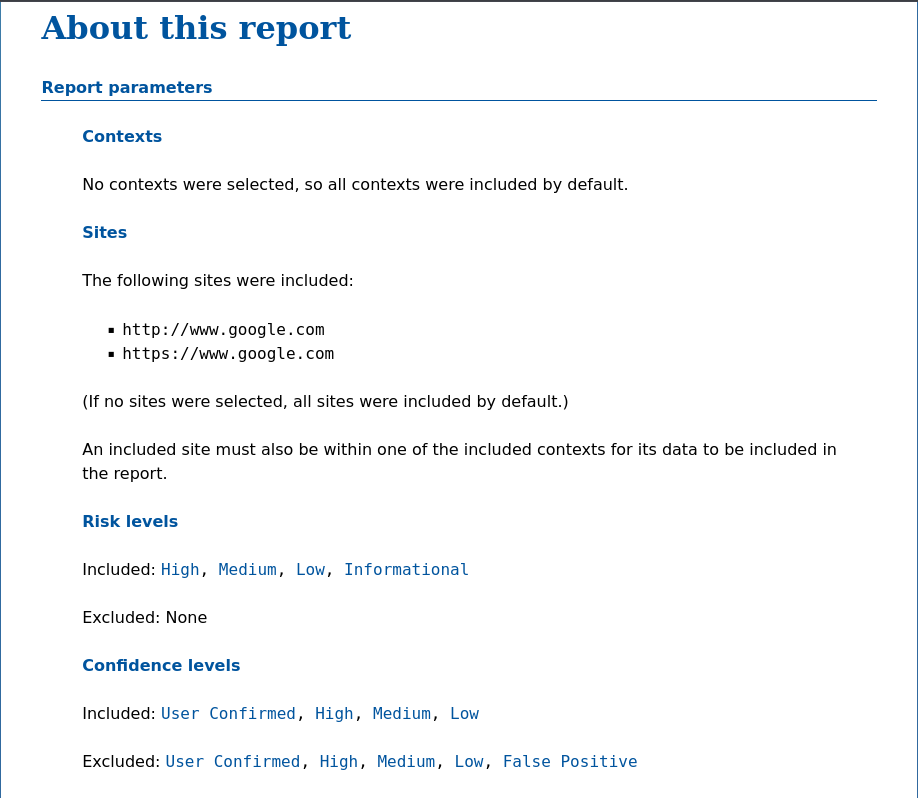 About this report
Report parameters
Contexts
No contexts were selected, so all contexts were included by default.
Sites
The following sites were included:
▪ http://www.google.com
▪ https://www.google.com
(If no sites were selected, all sites were included by default.)
An included site must also be within one of the included contexts for its data to be included in
the report.
Risk levels
Included: High, Medium, Low, Informational
Excluded: None
Confidence levels
Included: User Confirmed, High, Medium, Low
Excluded: User Confirmed, High, Medium, Low, False Positive